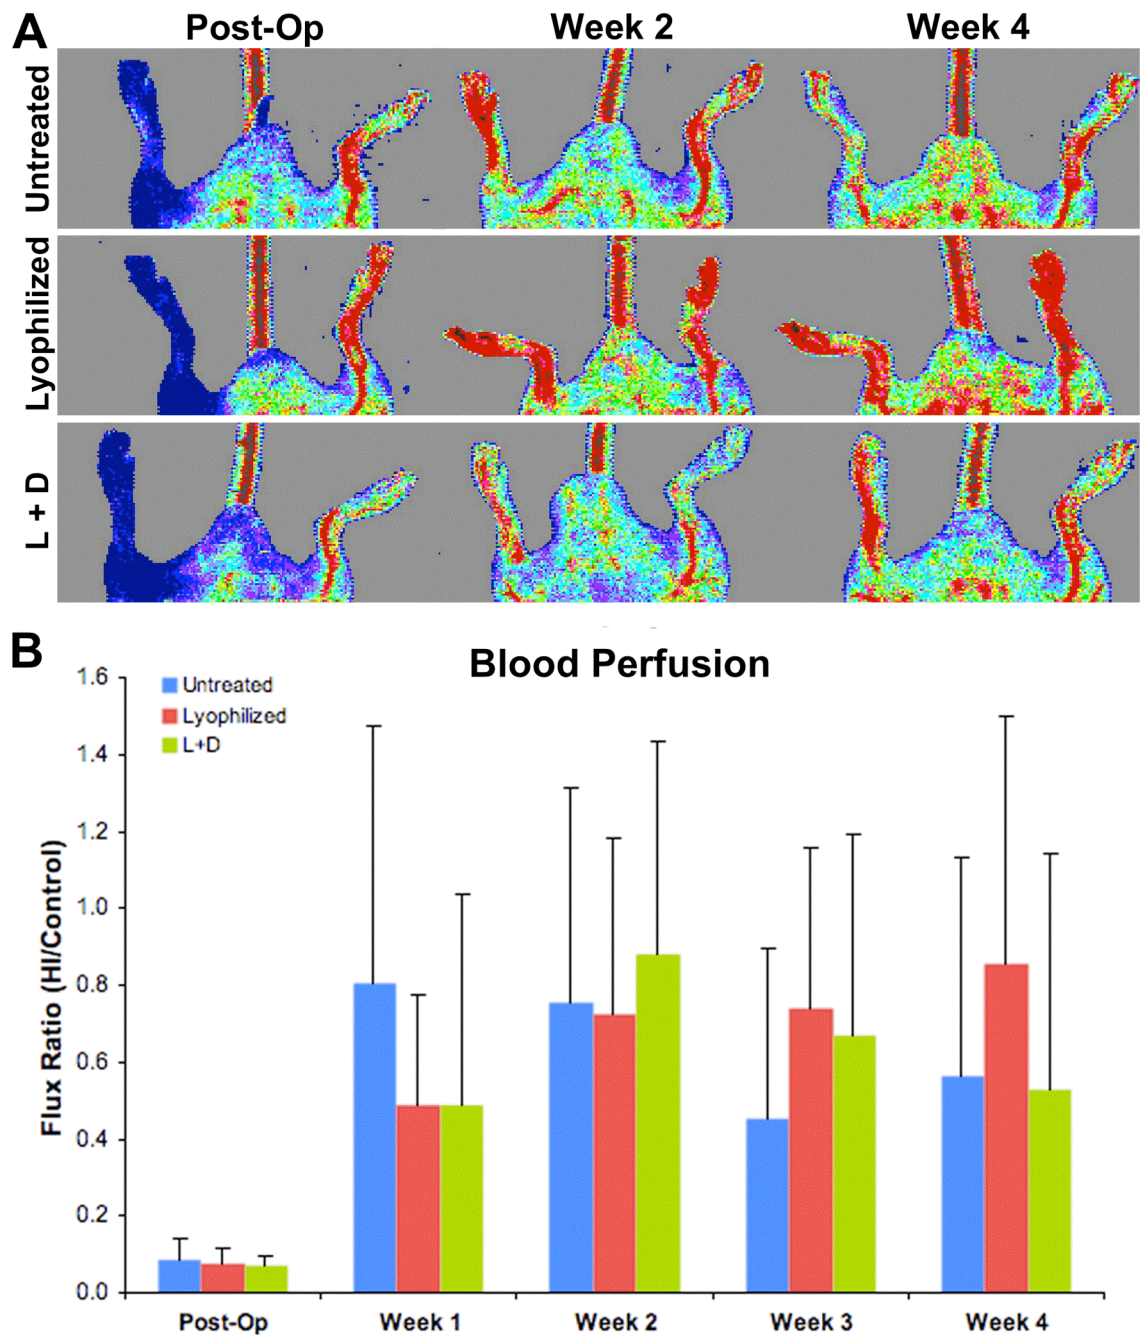 A
Post-Op Week 2 Week 4
Untreated
Lyophilized
L + D
B
Blood Perfusion
Untreated
Lyophilized
L+D
Flux Ratio (HI/Control)
1.6
1.4
1.2
1.0
0.8
0.6
0.4
0.2
0.0
Post-Op Week 1 Week 2 Week 3 Week 4